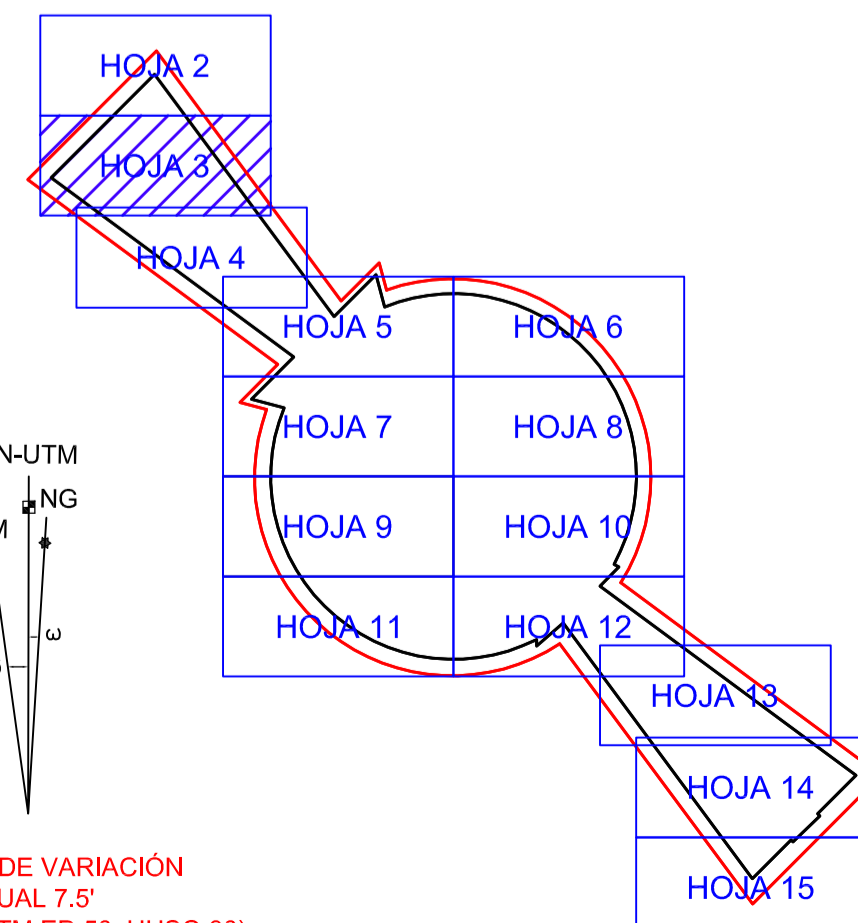 HOJA 2
HOJA 3
HOJA 4
HOJA 5
HOJA 6
HOJA 7
HOJA 8
N-UTM
NG
HOJA 9
HOJA 10
HOJA 11
HOJA 12
ω
HOJA 13
HOJA 14
HOJA 15
DE VARIACIÓN
UAL 7.5'